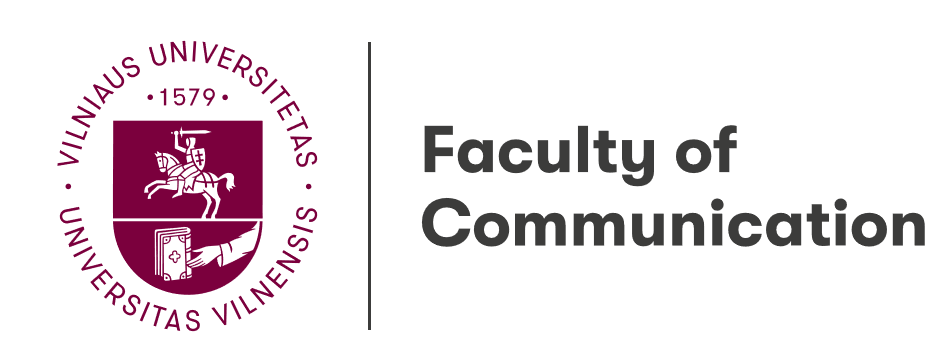 VILNIAUS UNIVERSITETAS
•1579•
UNIVERSITAS VILNENSIS
Faculty of
Communication